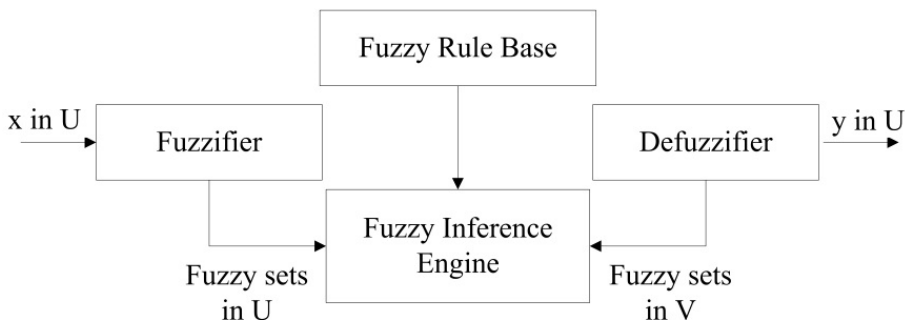 Fuzzy Rule Base
x in U
Fuzzifier
Defuzzifier
y in U
Fuzzy Inference
Engine
Fuzzy sets
in U
Fuzzy sets
in V